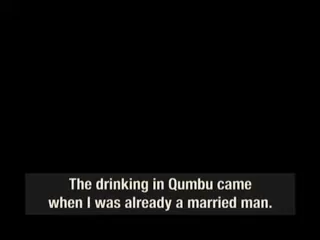 The drinking in Qumbu came
when I was already a married man.